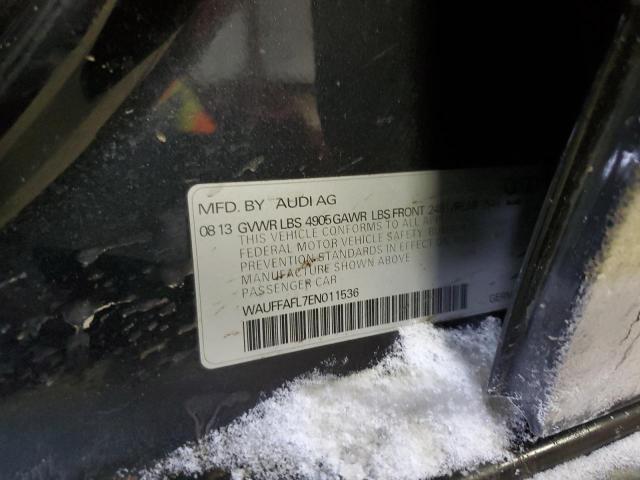 MFD. BY AUDI AG
08 13 GVWR LBS 4905 GAWR LBS FRONT
THIS VEHICLE CONFORMS TO ALL
FEDERAL MOTOR VEHICLE SAFETY,
PREVENTION STANDARDS IN EFFECT ON
MANUFACTURE SHOWN ABOVE
PASSENGER CAR
WAUFFAFL7EN011536